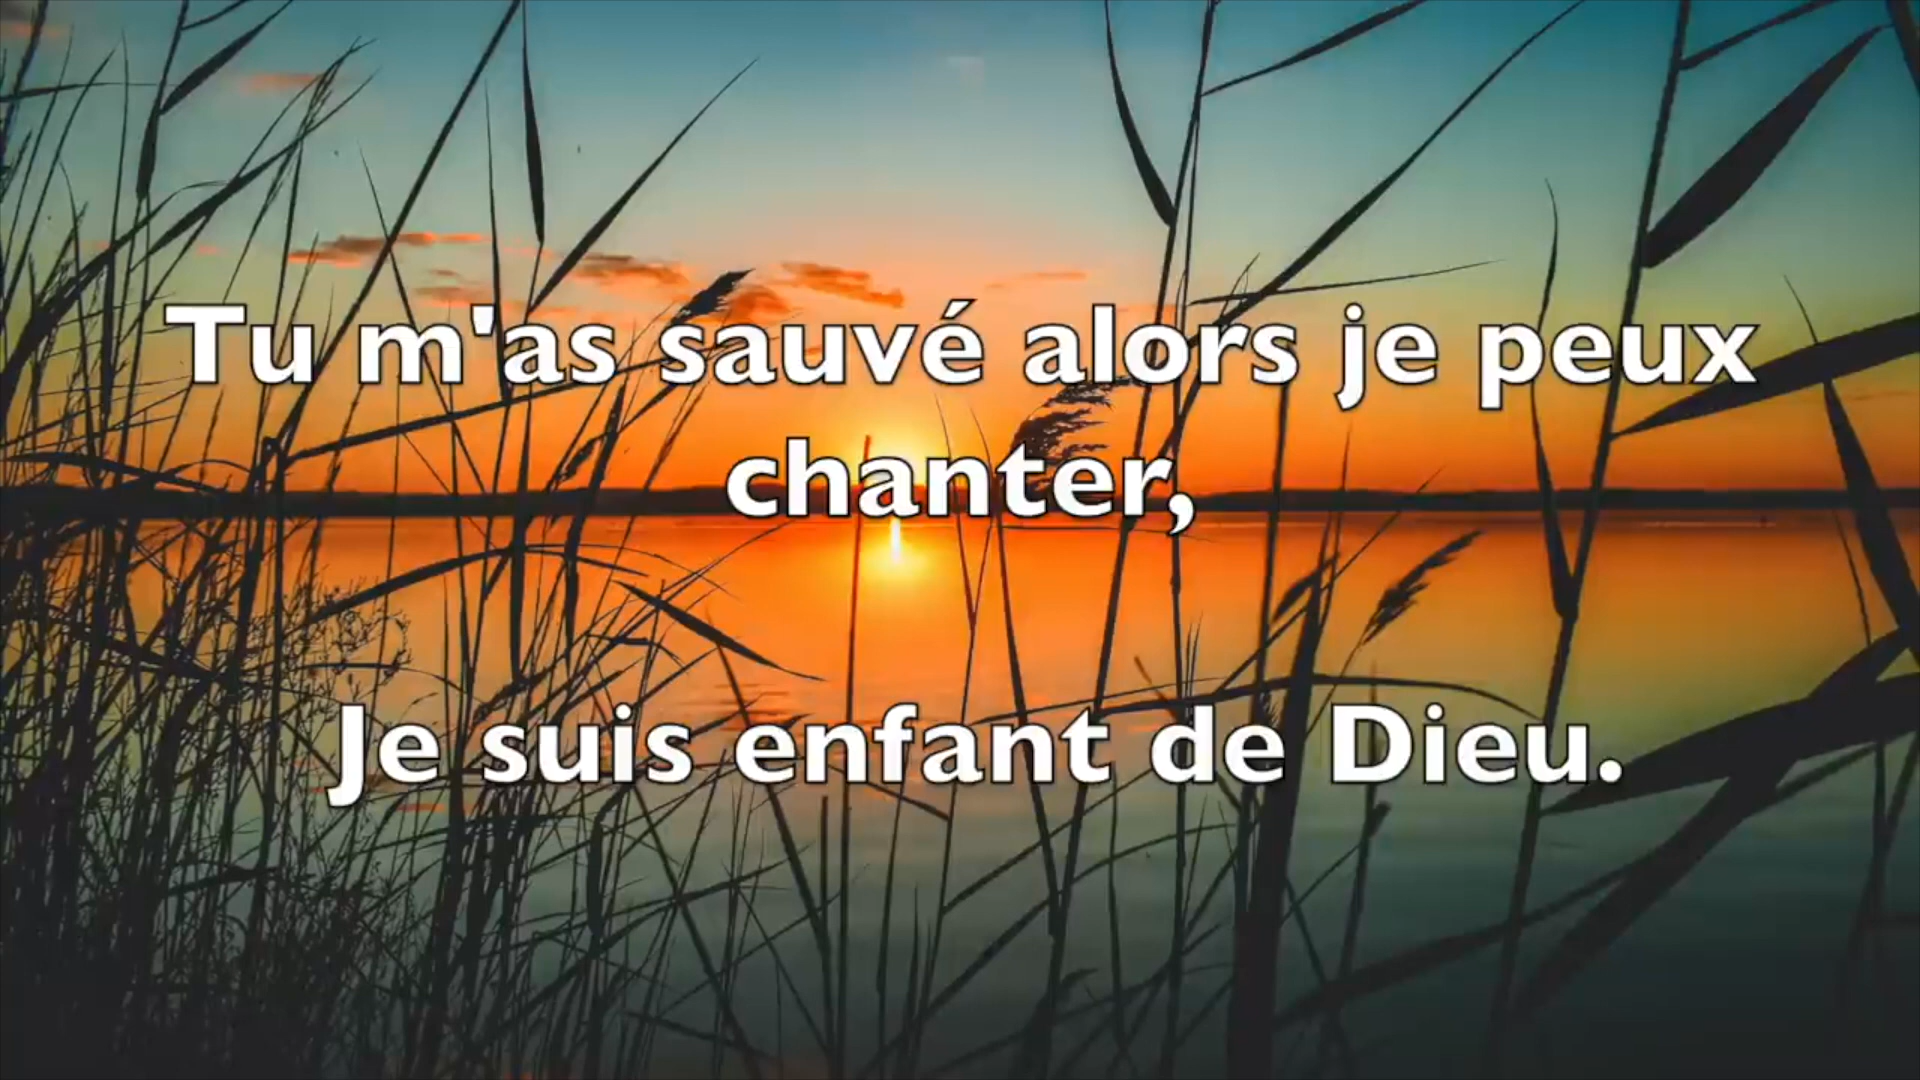 Tu m'as sauvé alors je peux
chanter,
Je suis enfant de Dieu.